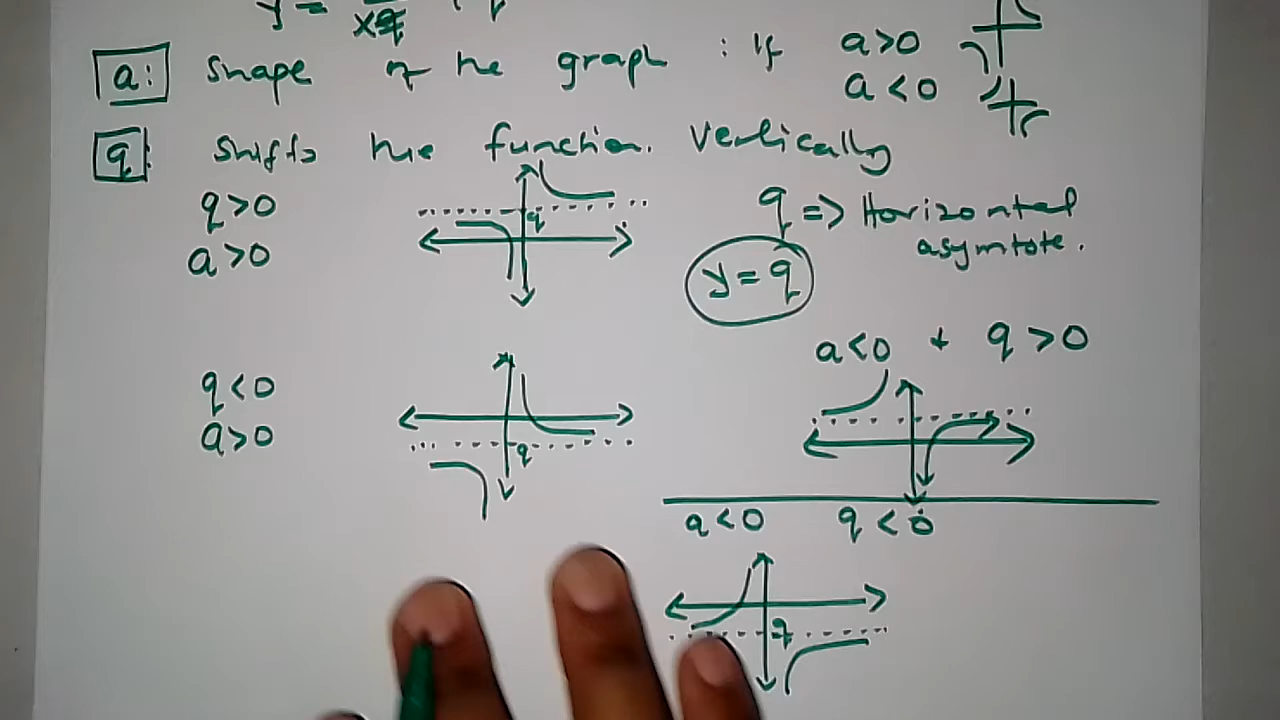 y =
a: shape of the graph : If a>0
a<0
q: shifts the function. Vertically
q>0
a>0
q
q => Horizontal
asymtote.
y = q
a<0 + q>0
q<0
a>0
q
a<0 q<0
q